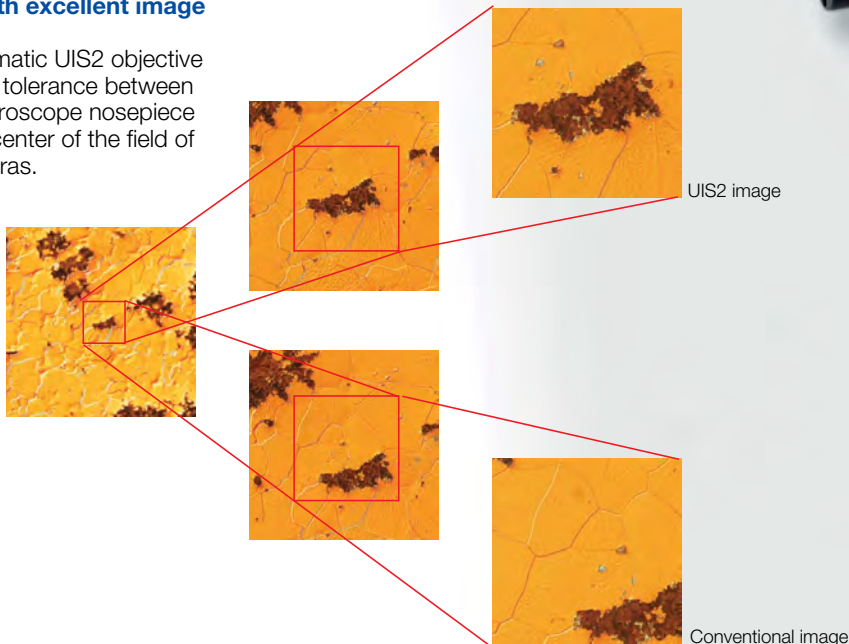 th excellent image
matic UIS2 objective
tolerance between
roscope nosepiece
center of the field of
ras.
UIS2 image
Conventional image